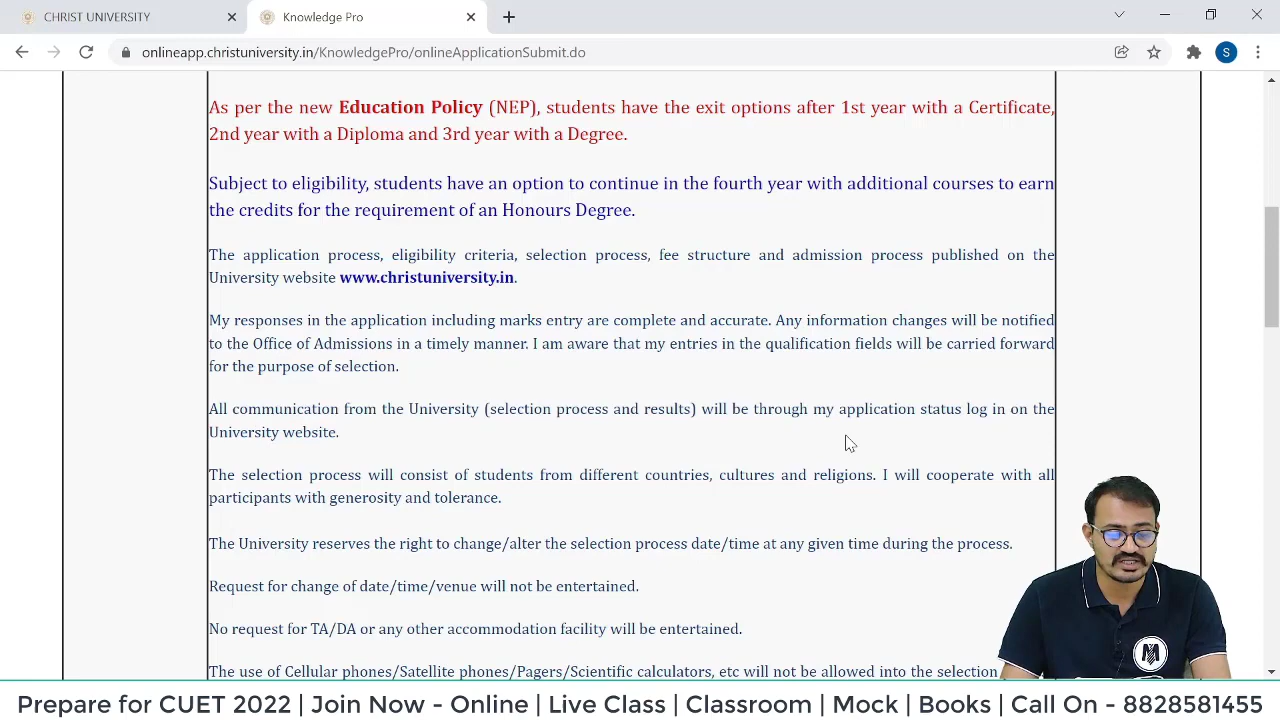 CHRIST UNIVERSITY
Knowledge Pro
onlineapp.christuniversity.in/KnowledgePro/onlineApplicationSubmit.do
S
As per the new Education Policy (NEP), students have the exit options after 1st year with a Certificate,
2nd year with a Diploma and 3rd year with a Degree.
Subject to eligibility, students have an option to continue in the fourth year with additional courses to earn
the credits for the requirement of an Honours Degree.
The application process, eligibility criteria, selection process, fee structure and admission process published on the
University website www.christuniversity.in.
My responses in the application including marks entry are complete and accurate. Any information changes will be notified
to the Office of Admissions in a timely manner. I am aware that my entries in the qualification fields will be carried forward
for the purpose of selection.
All communication from the University (selection process and results) will be through my application status log in on the
University website.
The selection process will consist of students from different countries, cultures and religions. I will cooperate with all
participants with generosity and tolerance.
The University reserves the right to change/alter the selection process date/time at any given time during the process.
Request for change of date/time/venue will not be entertained.
No request for TA/DA or any other accommodation facility will be entertained.
The use of Cellular phones/Satellite phones/Pagers/Scientific calculators, etc will not be allowed into the selection
Prepare for CUET 2022 | Join Now - Online | Live Class | Classroom | Mock | Books | Call On - 8828581455